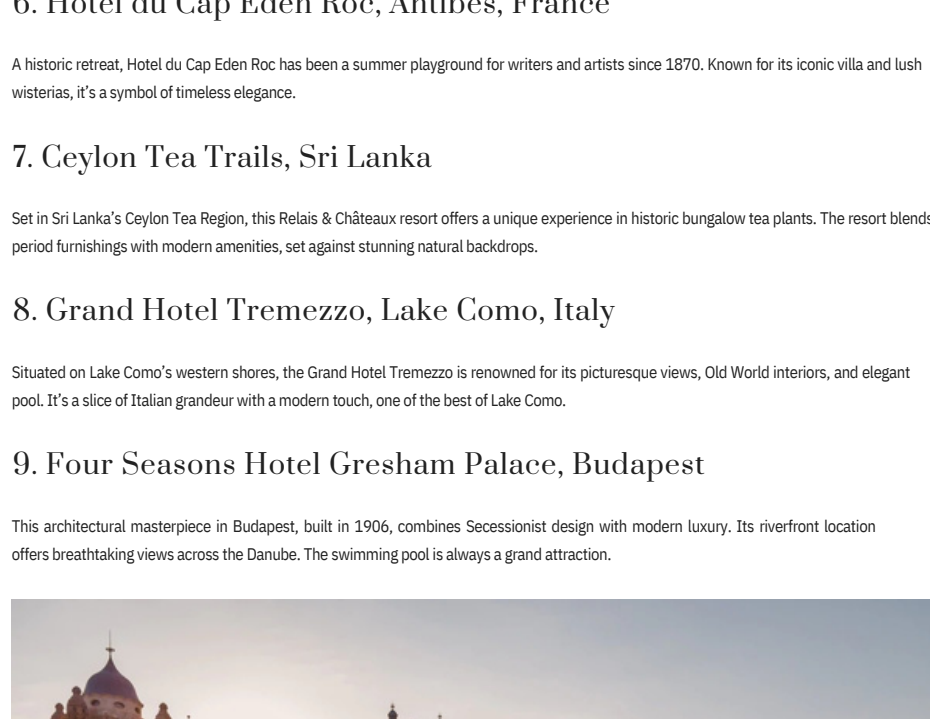 6. Hotel du Cap Eden Roc, Antibes, France
A historic retreat, Hotel du Cap Eden Roc has been a summer playground for writers and artists since 1870. Known for its iconic villa and lush
wisterias, it’s a symbol of timeless elegance.
7. Ceylon Tea Trails, Sri Lanka
Set in Sri Lanka’s Ceylon Tea Region, this Relais & Châteaux resort offers a unique experience in historic bungalow tea plants. The resort blends
period furnishings with modern amenities, set against stunning natural backdrops.
8. Grand Hotel Tremezzo, Lake Como, Italy
Situated on Lake Como’s western shores, the Grand Hotel Tremezzo is renowned for its picturesque views, Old World interiors, and elegant
pool. It’s a slice of Italian grandeur with a modern touch, one of the best of Lake Como.
9. Four Seasons Hotel Gresham Palace, Budapest
This architectural masterpiece in Budapest, built in 1906, combines Secessionist design with modern luxury. Its riverfront location
offers breathtaking views across the Danube. The swimming pool is always a grand attraction.